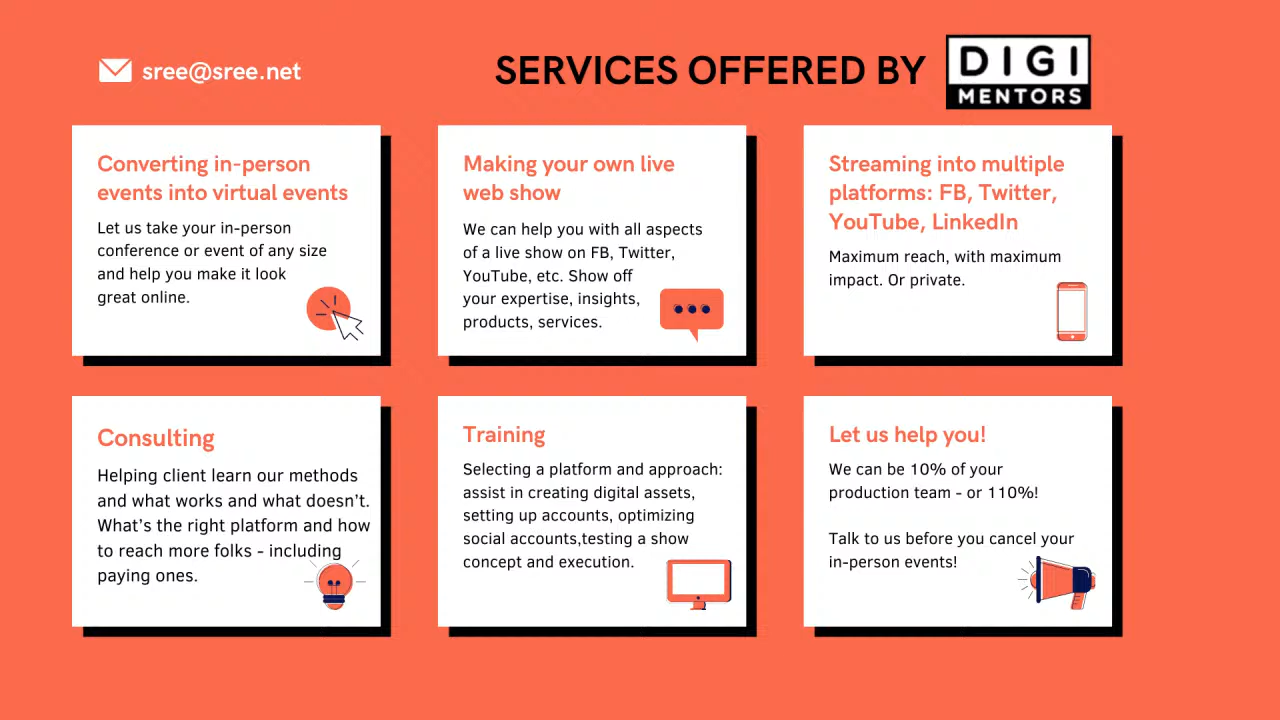 sree@sree.net
SERVICES OFFERED BY
DIGI
MENTORS
Converting in-person
events into virtual events
Let us take your in-person
conference or event of any size
and help you make it look
great online.
Making your own live
web show
We can help you with all aspects
of a live show on FB, Twitter,
YouTube, etc. Show off
your expertise, insights,
products, services.
Streaming into multiple
platforms: FB, Twitter,
YouTube, LinkedIn
Maximum reach, with maximum
impact. Or private.
Consulting
Helping client learn our methods
and what works and what doesn't.
What's the right platform and how
to reach more folks - including
paying ones.
Training
Selecting a platform and approach:
assist in creating digital assets,
setting up accounts, optimizing
social accounts,testing a show
concept and execution.
Let us help you!
We can be 10% of your
production team - or 110%!
Talk to us before you cancel your
in-person events!